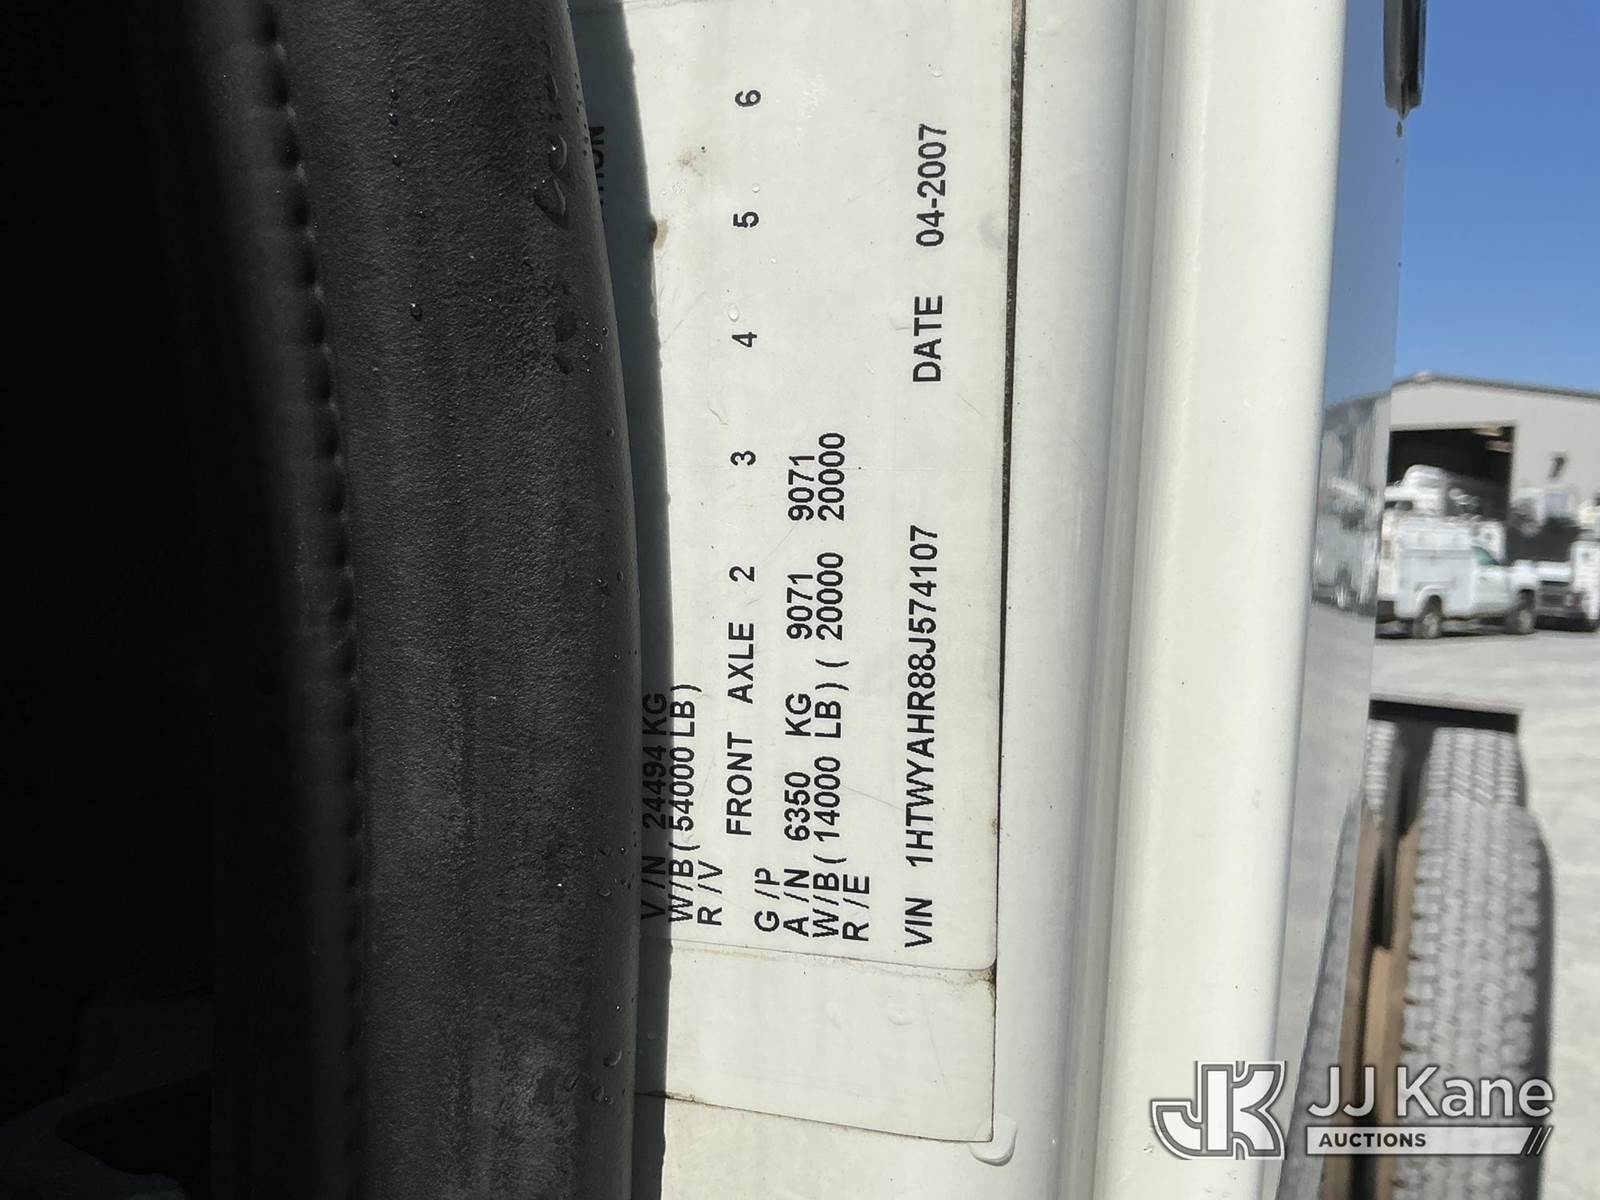 V/N 24494 KG
W/B ( 54000 LB )
R/V
FRONT AXLE 2 3 4 5 6
G/P
A/N 6350 KG 9071 9071
W/B ( 14000 LB ) ( 20000 20000
R/E
VIN 1HTWYAHR88J574107 DATE 04-2007
JJ Kane
AUCTIONS